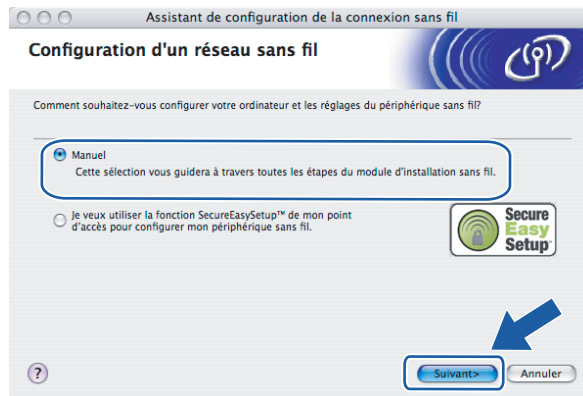 Assistant de configuration de la connexion sans fil
Configuration d'un réseau sans fil
Comment souhaitez-vous configurer votre ordinateur et les réglages du périphérique sans fil?
Manuel
Cette sélection vous guidera à travers toutes les étapes du module d'installation sans fil.
Je veux utiliser la fonction SecureEasySetup™ de mon point
d'accès pour configurer mon périphérique sans fil.
Secure
Easy
Setup™
?
Suivant>
Annuler